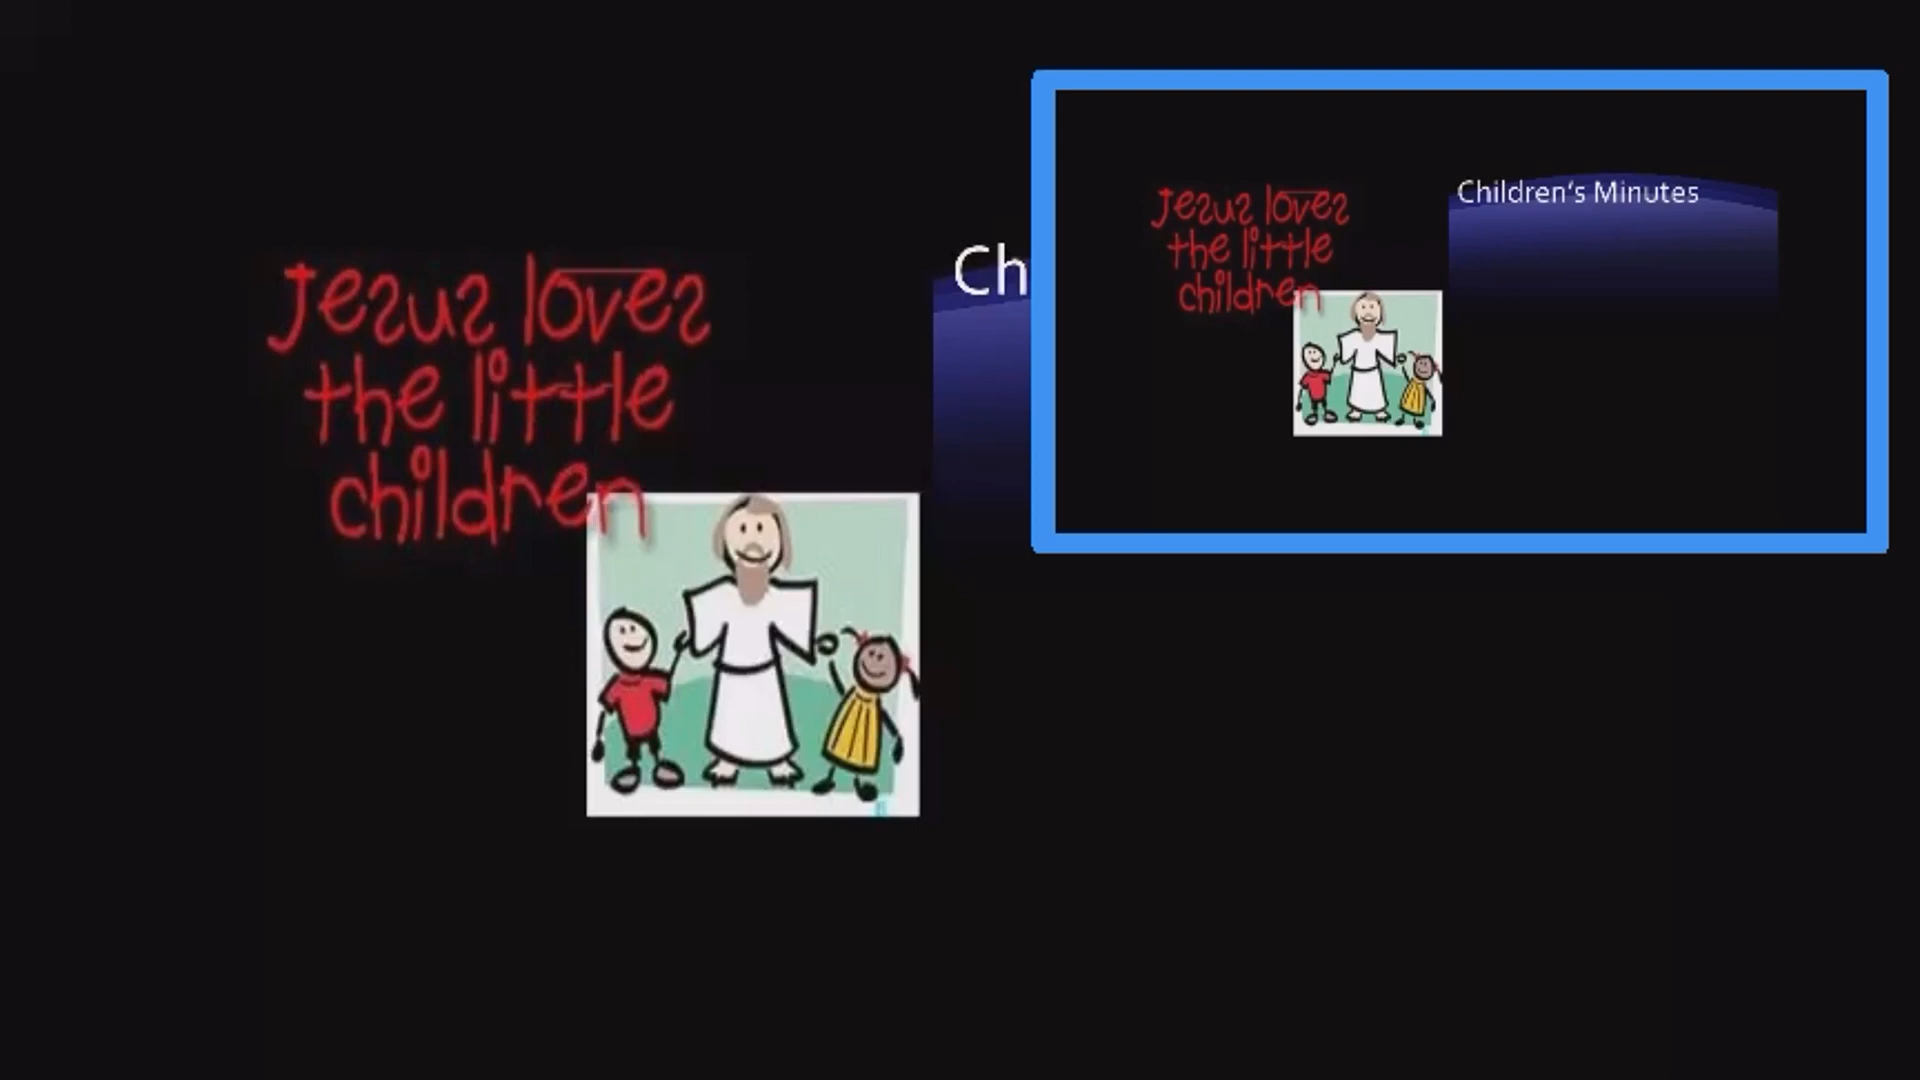 Jesus loves
the little
children
Ch
Jesus loves
the little
children
Children's Minutes